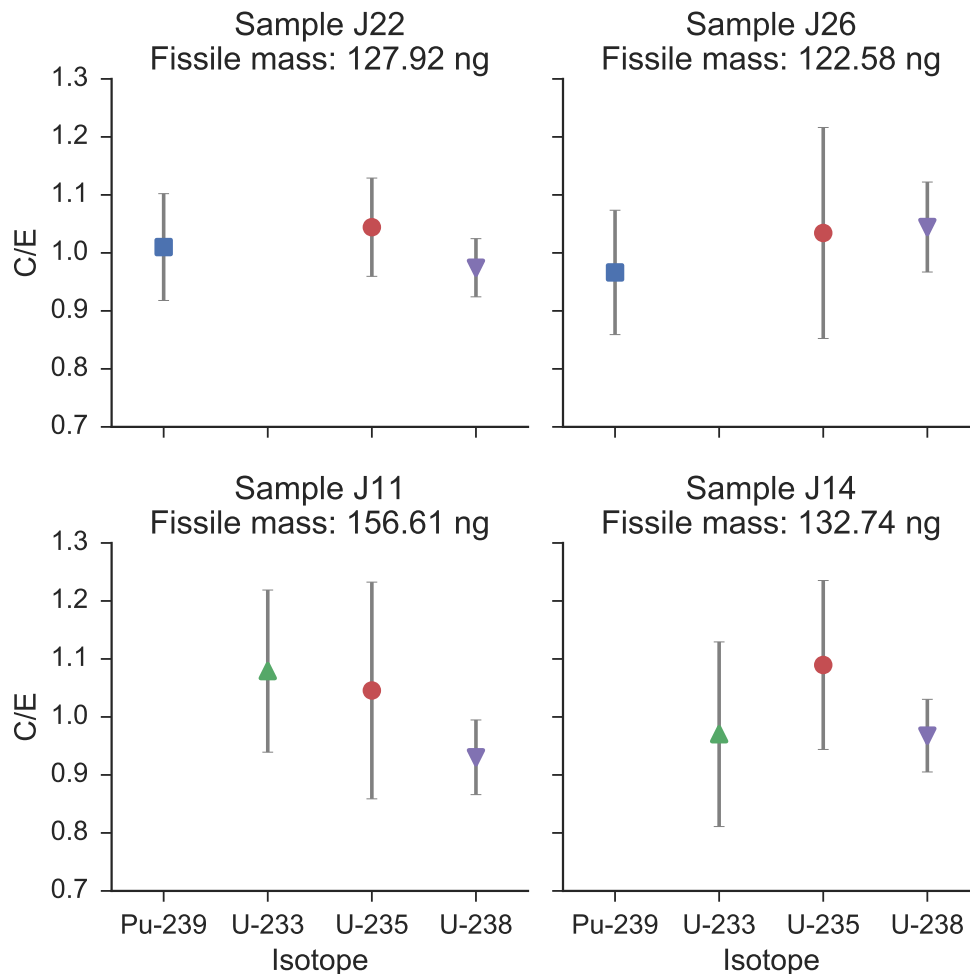 Sample J22
Fissile mass: 127.92 ng
Sample J26
Fissile mass: 122.58 ng
1.3
1.2
1.1
1.0
0.9
0.8
0.7
C/E
Sample J11
Fissile mass: 156.61 ng
Sample J14
Fissile mass: 132.74 ng
1.3
1.2
1.1
1.0
0.9
0.8
0.7
C/E
Pu-239 U-233 U-235 U-238
Isotope
Pu-239 U-233 U-235 U-238
Isotope